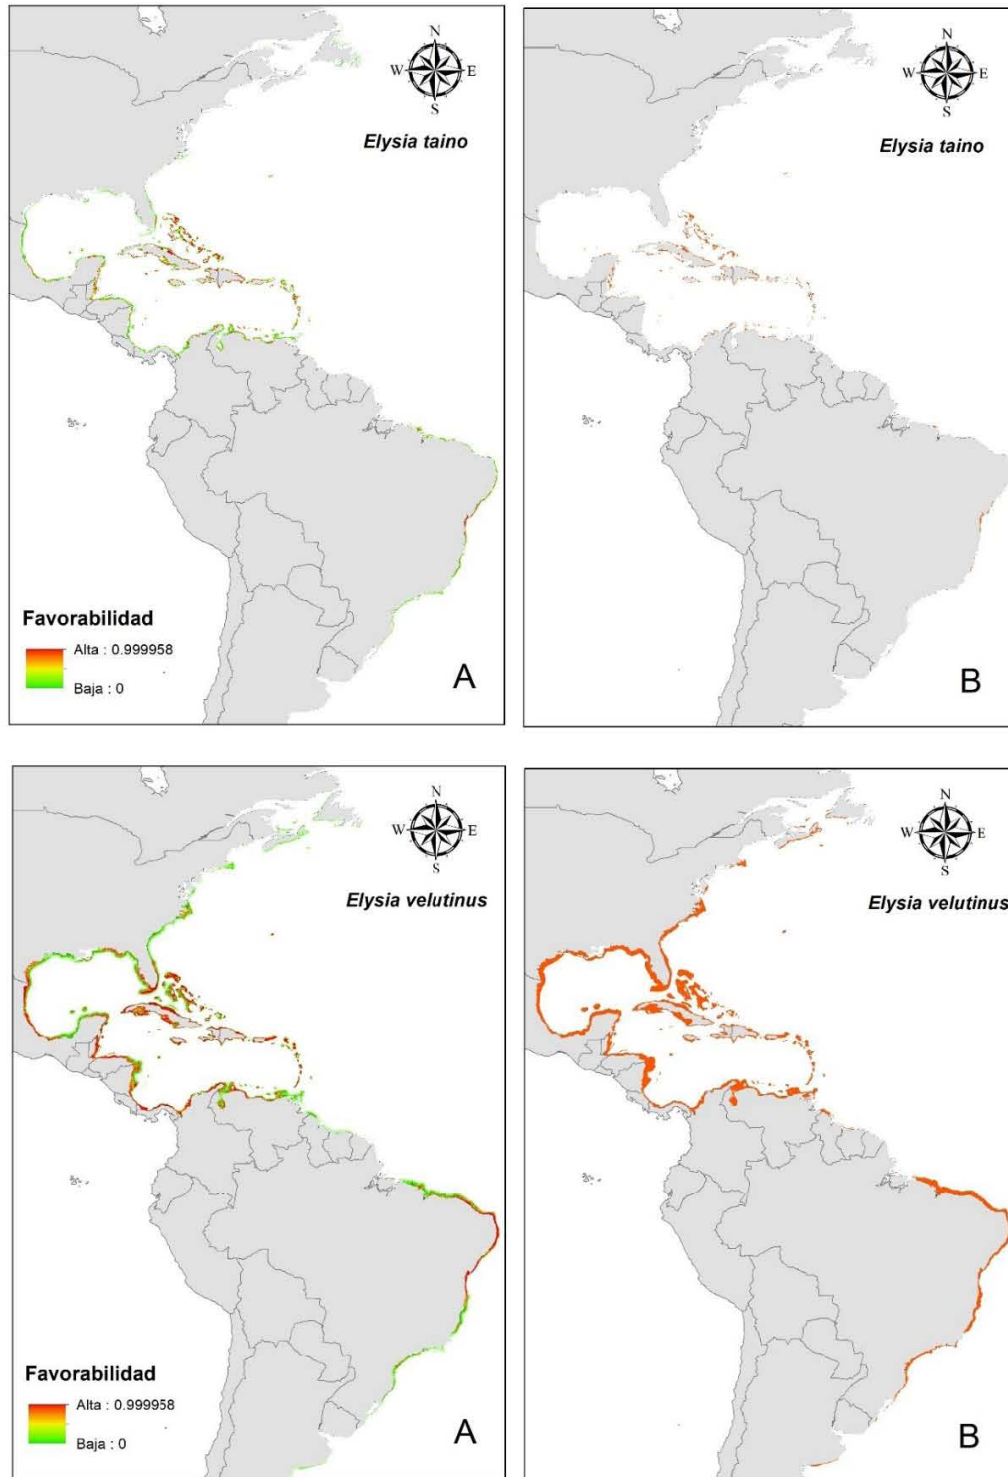 N
W E
S
Elysia taino
Favorabilidad
Alta : 0.999958
Baja : 0
A
N
W E
S
Elysia taino
B
N
W E
S
Elysia velutinus
Favorabilidad
Alta : 0.999958
Baja : 0
A
N
W E
S
Elysia velutinus
B